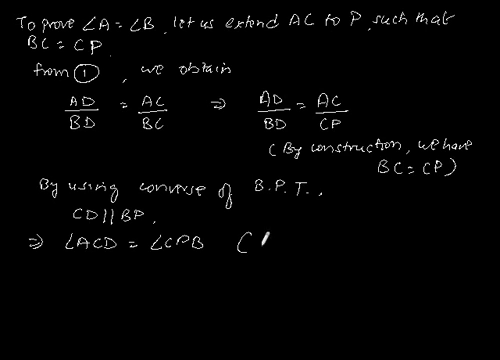 To prove ∠A = ∠B, let us extend AC to P, such that
BC = CP.
from ①, we obtain
AD/BD = AC/BC ⇒ AD/BD = AC/CP
(By construction, we have
BC = CP)
By using converse of B.P.T.,
CD || BP,
⇒ ∠ACD = ∠CPB (